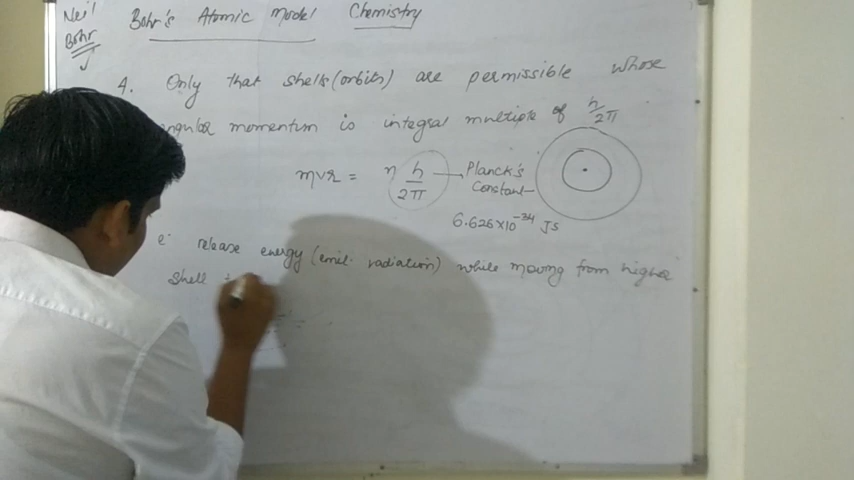 Neil
Bohr
Bohr's Atomic Model Chemistry
4. Only that shells (orbits) are permissible whose
angular momentum is integral multiple of h/2π
mvr = n h/2π → Planck's
Constant
6.626×10⁻³⁴ Js
e⁻ release energy (emit radiation) while moving from higher
shell